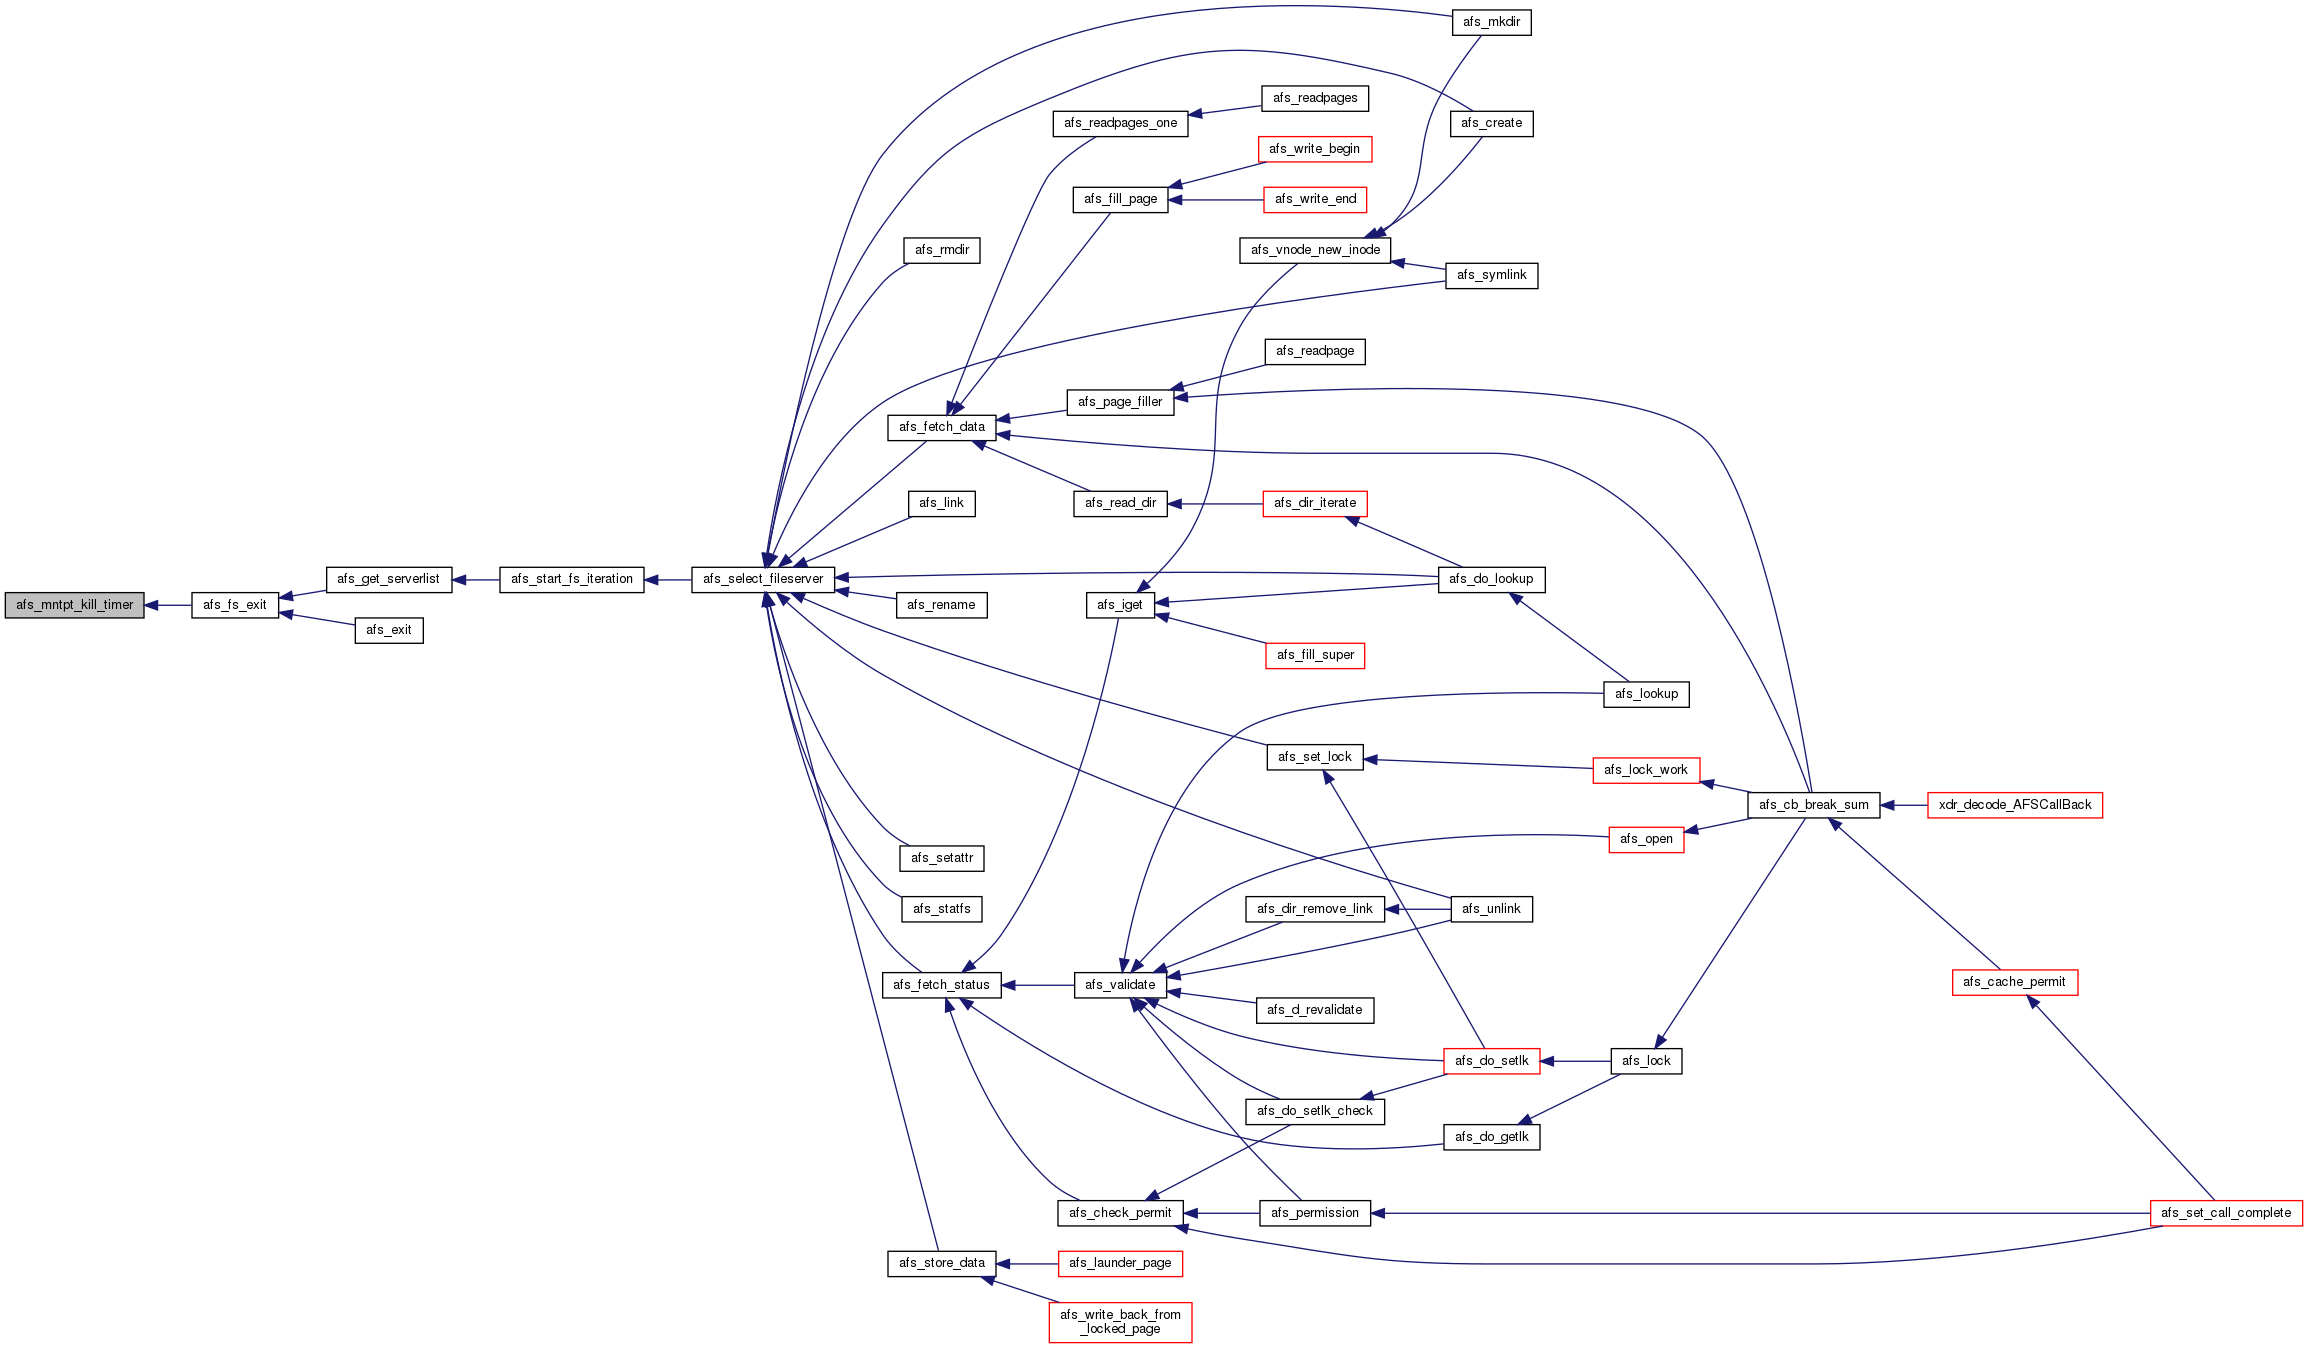 afs_mntpt_kill_timer
afs_fs_exit
afs_get_serverlist
afs_exit
afs_start_fs_iteration
afs_select_fileserver
afs_rmdir
afs_fetch_data
afs_link
afs_rename
afs_setattr
afs_statfs
afs_fetch_status
afs_store_data
afs_readpages_one
afs_fill_page
afs_page_filler
afs_read_dir
afs_iget
afs_validate
afs_check_permit
afs_launder_page
afs_write_back_from
_locked_page
afs_readpages
afs_write_begin
afs_write_end
afs_vnode_new_inode
afs_readpage
afs_dir_iterate
afs_fill_super
afs_set_lock
afs_dir_remove_link
afs_d_revalidate
afs_do_setlk_check
afs_permission
afs_mkdir
afs_create
afs_symlink
afs_do_lookup
afs_unlink
afs_do_setlk
afs_do_getlk
afs_lookup
afs_lock_work
afs_open
afs_lock
afs_cb_break_sum
xdr_decode_AFSCallBack
afs_cache_permit
afs_set_call_complete